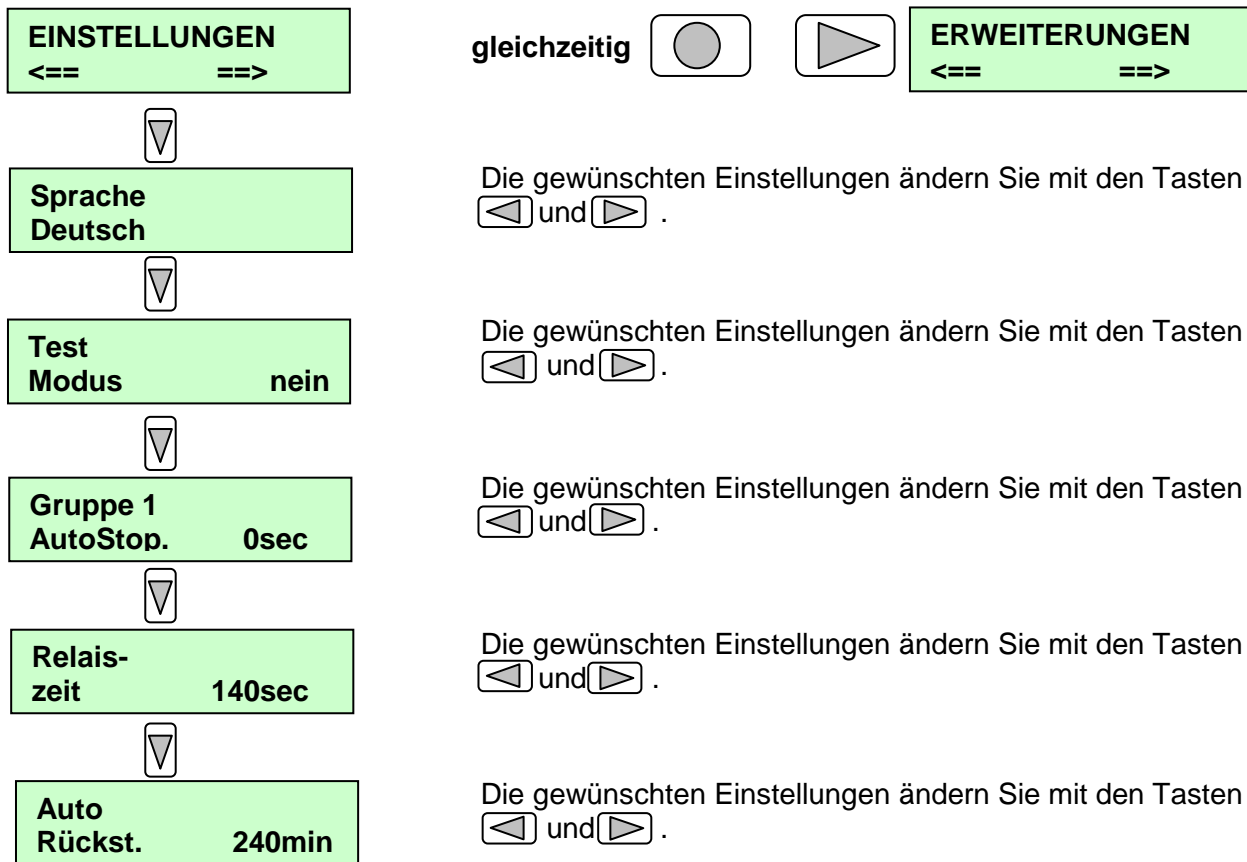 EINSTELLUNGEN
<== ==>
gleichzeitig
ERWEITERUNGEN
<== ==>
Sprache
Deutsch
Die gewünschten Einstellungen ändern Sie mit den Tasten
und .
Test
Modus nein
Die gewünschten Einstellungen ändern Sie mit den Tasten
und .
Gruppe 1
AutoStop. 0sec
Die gewünschten Einstellungen ändern Sie mit den Tasten
und .
Relais-
zeit 140sec
Die gewünschten Einstellungen ändern Sie mit den Tasten
und .
Auto
Rückst. 240min
Die gewünschten Einstellungen ändern Sie mit den Tasten
und .